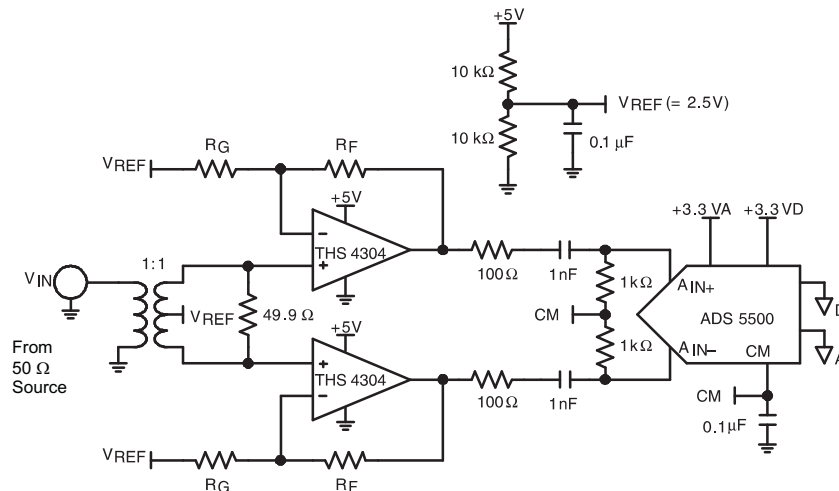 +5V
10 kΩ
VREF (= 2.5V)
10 kΩ
0.1 µF
RG
RF
VREF
+5V
THS 4304
+3.3 VA
+3.3 VD
1:1
VIN
100Ω
1nF
1kΩ
AIN+
VREF
49.9 Ω
CM
ADS 5500
D
+5V
From
50 Ω
Source
THS 4304
1kΩ
AIN−
CM
A
100Ω
1nF
CM
0.1µF
VREF
RG
RF